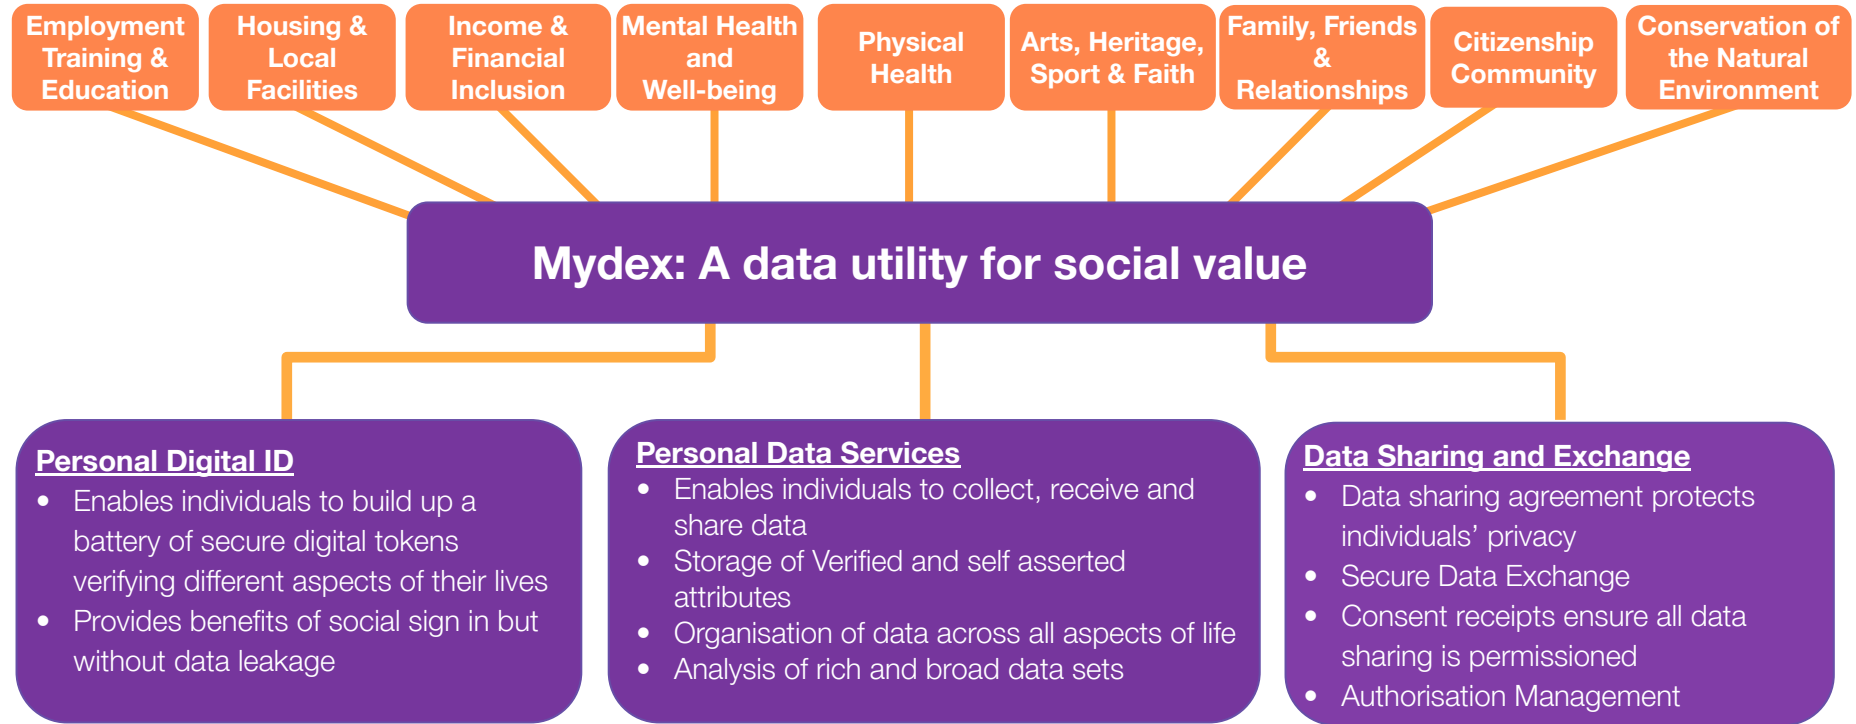 Employment
Training &
Education
Housing &
Local
Facilities
Income &
Financial
Inclusion
Mental Health
and
Well-being
Physical
Health
Arts, Heritage,
Sport & Faith
Family, Friends
&
Relationships
Citizenship
Community
Conservation of
the Natural
Environment
Mydex: A data utility for social value
Personal Digital ID
• Enables individuals to build up a
battery of secure digital tokens
verifying different aspects of their lives
• Provides benefits of social sign in but
without data leakage
Personal Data Services
• Enables individuals to collect, receive and
share data
• Storage of Verified and self asserted
attributes
• Organisation of data across all aspects of life
• Analysis of rich and broad data sets
Data Sharing and Exchange
• Data sharing agreement protects
individuals’ privacy
• Secure Data Exchange
• Consent receipts ensure all data
sharing is permissioned
• Authorisation Management